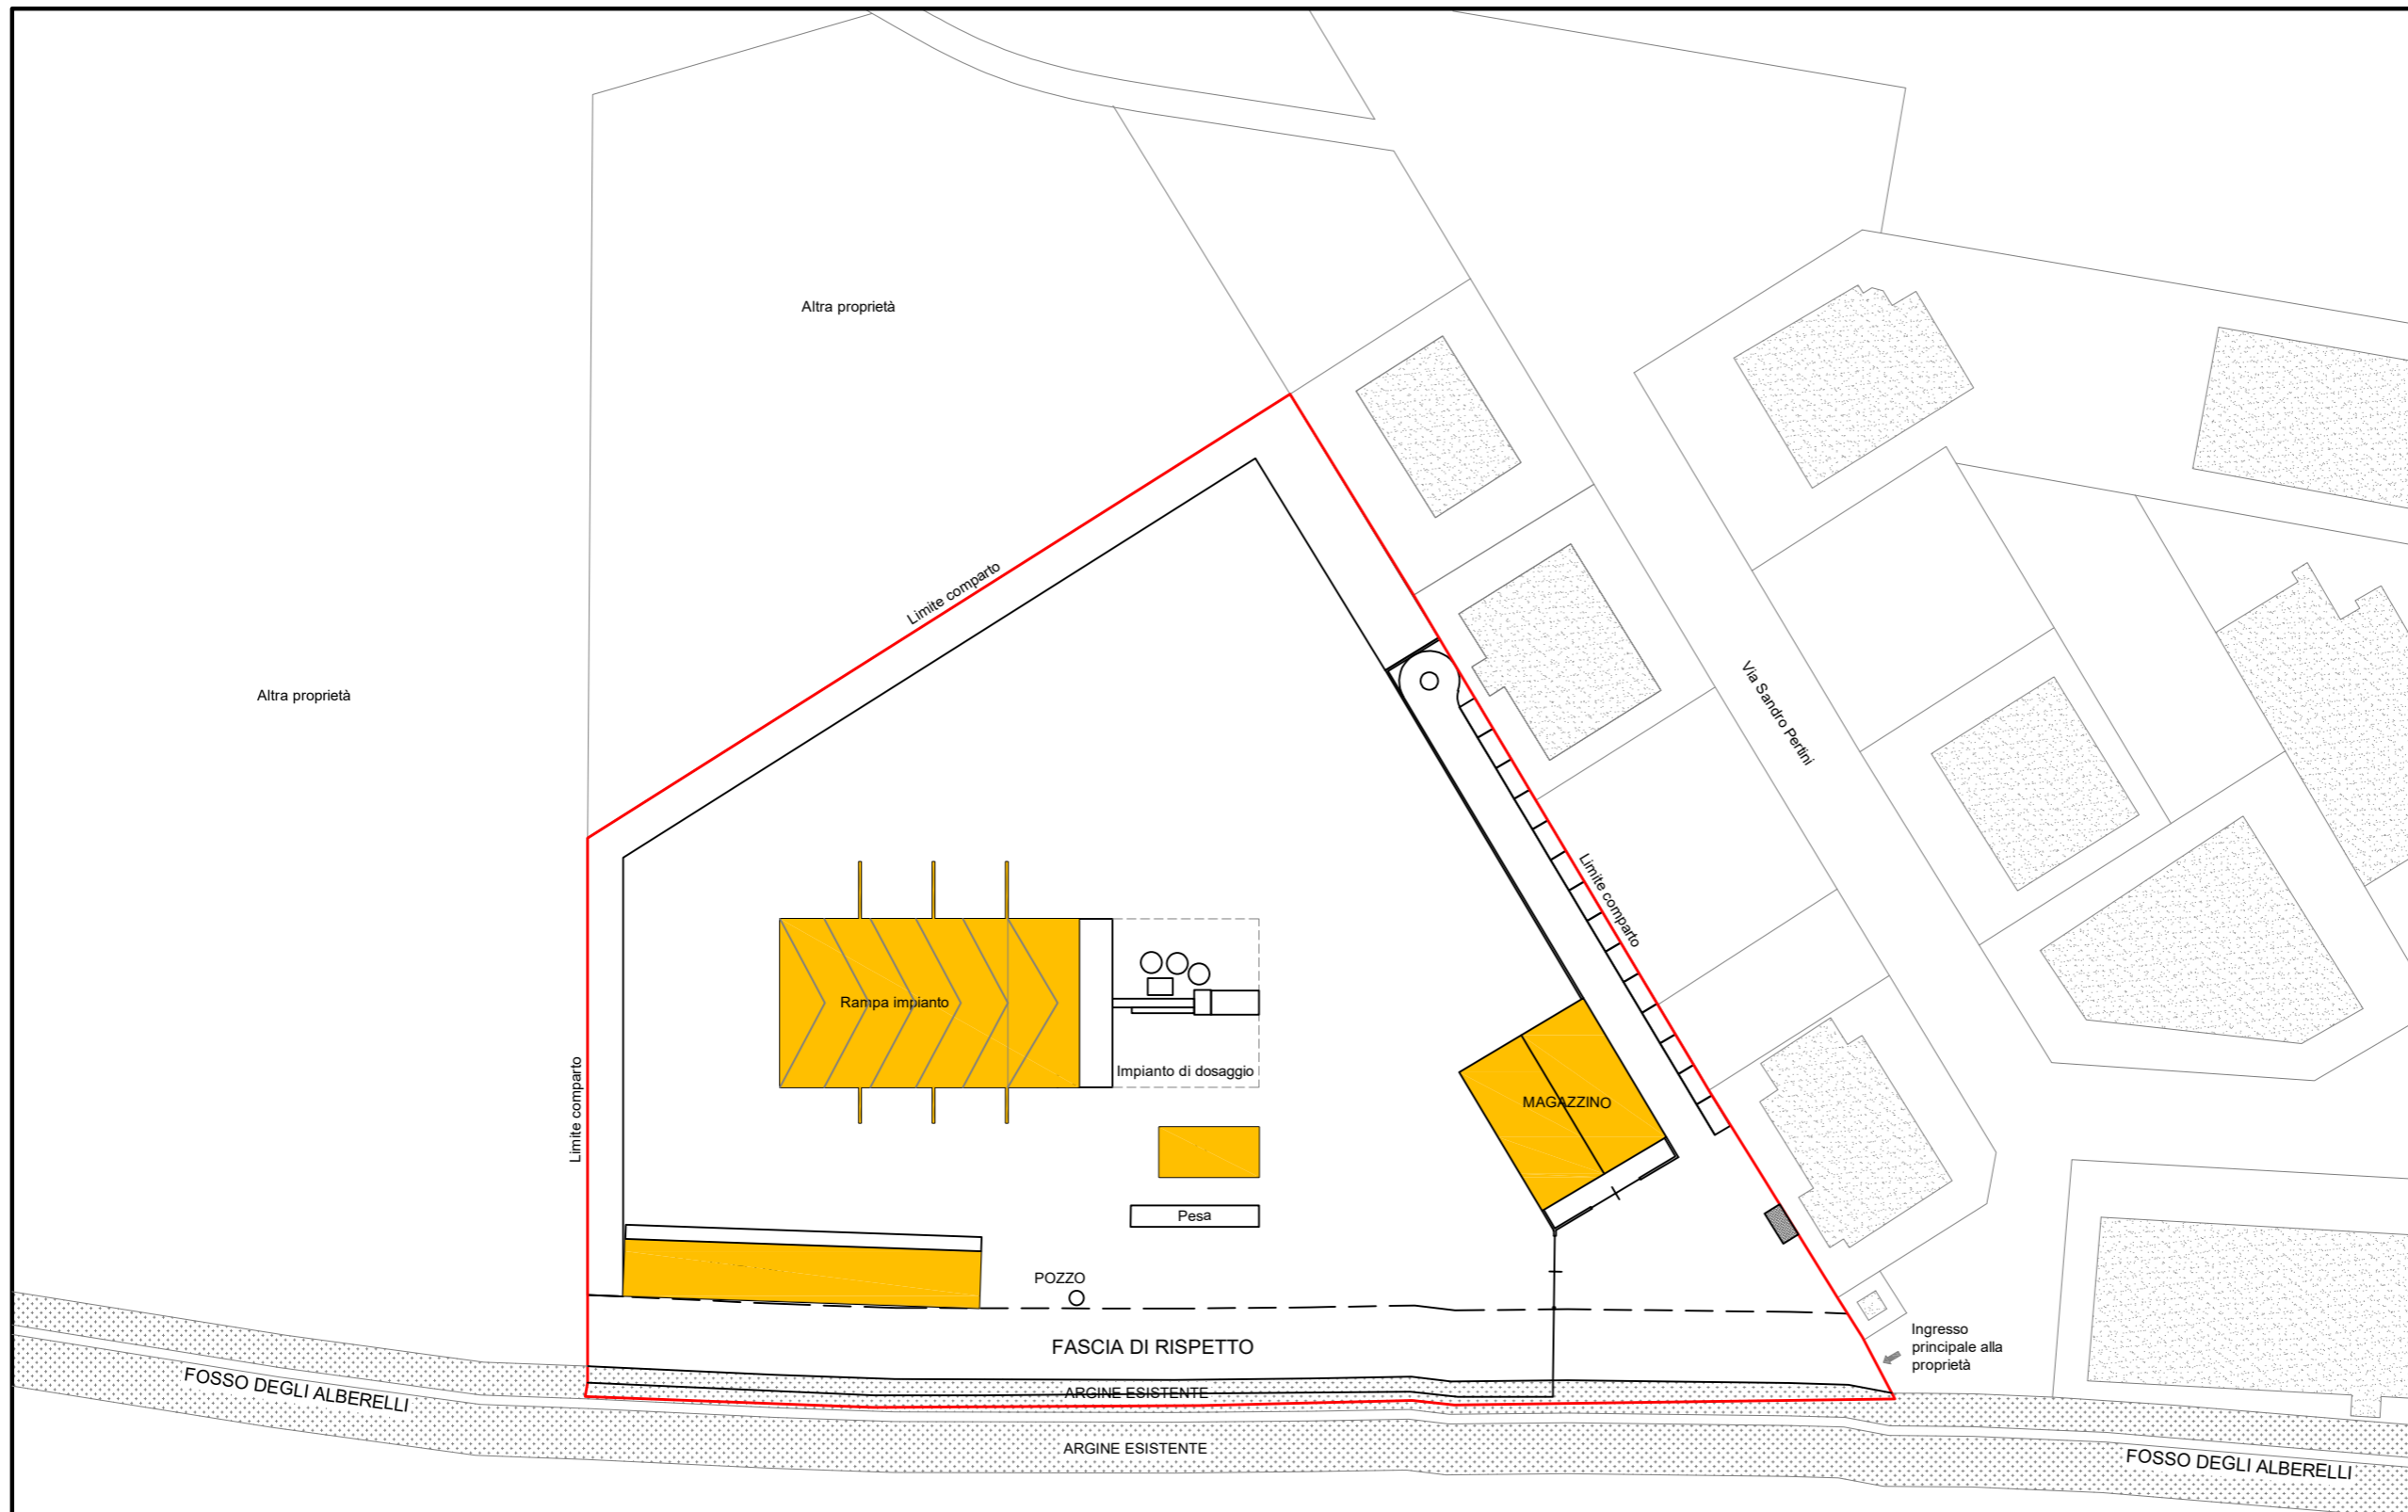 Altra proprietà
Limite comparto
Altra proprietà
Via Sandro Pertini
Limite comparto
Rampa impianto
Impianto di dosaggio
MAGAZZINO
Limite comparto
Pesa
POZZO
FASCIA DI RISPETTO
Ingresso
principale alla
proprietà
FOSSO DEGLI ALBERELLI
ARGINE ESISTENTE
ARGINE ESISTENTE
FOSSO DEGLI ALBERELLI